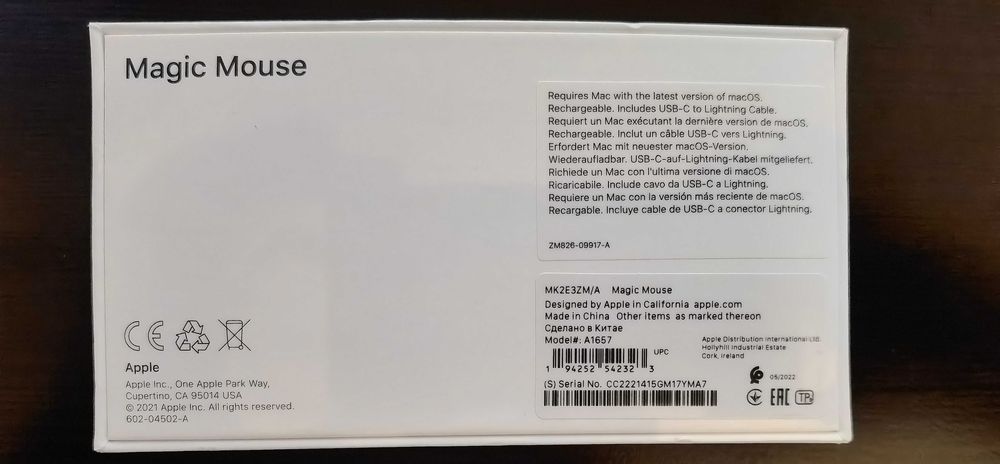 Magic Mouse
Requires Mac with the latest version of macOS.
Rechargeable. Includes USB-C to Lightning Cable.
Requiert un Mac exécutant la dernière version de macOS.
Rechargeable. Inclut un câble USB-C vers Lightning.
Erfordert Mac mit neuester macOS-Version.
Wiederaufladbar. USB-C-auf-Lightning-Kabel mitgeliefert.
Richiede un Mac con l'ultima versione di macOS.
Ricaricabile. Include cavo da USB-C a Lightning.
Requiere un Mac con la versión más reciente de macOS.
Recargable. Incluye cable de USB-C a conector Lightning.
ZM826-09917-A
MK2E3ZM/A Magic Mouse
Designed by Apple in California apple.com
Made in China Other items as marked thereon
Сделано в Китае
Model#: A1657
UPC
1 94252 54232 3
(S) Serial No. CC2221415GM17YMA7
Apple Distribution International Ltd.
Hollyhill Industrial Estate
Cork, Ireland
05/2022
EAC TP
CE
Apple
Apple Inc., One Apple Park Way,
Cupertino, CA 95014 USA
© 2021 Apple Inc. All rights reserved.
602-04502-A